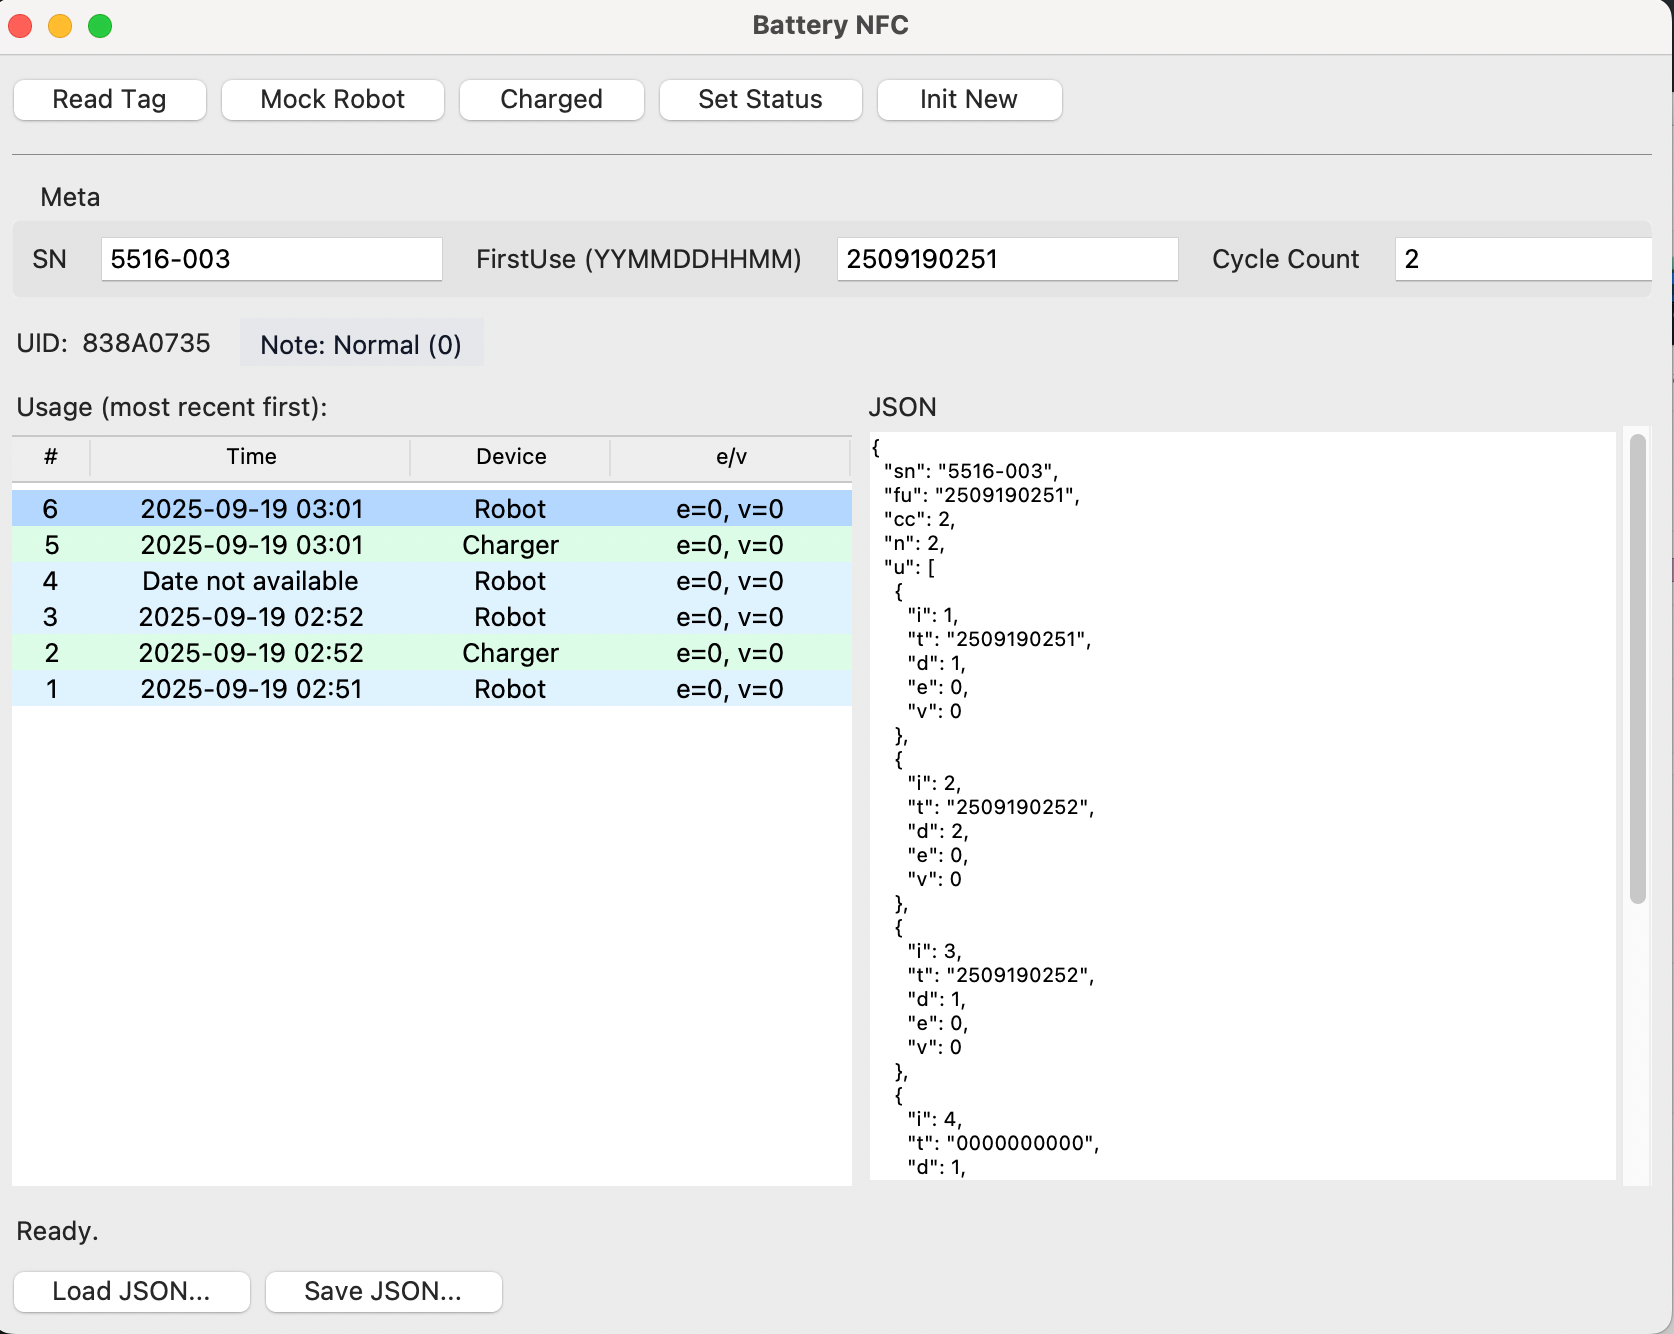 Battery NFC
Read Tag Mock Robot Charged Set Status Init New
Meta
SN 5516-003 FirstUse (YYMMDDHHMM) 2509190251 Cycle Count 2
UID: 838A0735 Note: Normal (0)
Usage (most recent first):
# Time Device e/v
6 2025-09-19 03:01 Robot e=0, v=0
5 2025-09-19 03:01 Charger e=0, v=0
4 Date not available Robot e=0, v=0
3 2025-09-19 02:52 Robot e=0, v=0
2 2025-09-19 02:52 Charger e=0, v=0
1 2025-09-19 02:51 Robot e=0, v=0
JSON
{
"sn": "5516-003",
"fu": "2509190251",
"cc": 2,
"n": 2,
"u": [
{
"i": 1,
"t": "2509190251",
"d": 1,
"e": 0,
"v": 0
},
{
"i": 2,
"t": "2509190252",
"d": 2,
"e": 0,
"v": 0
},
{
"i": 3,
"t": "2509190252",
"d": 1,
"e": 0,
"v": 0
},
{
"i": 4,
"t": "0000000000",
"d": 1,
Ready.
Load JSON... Save JSON...